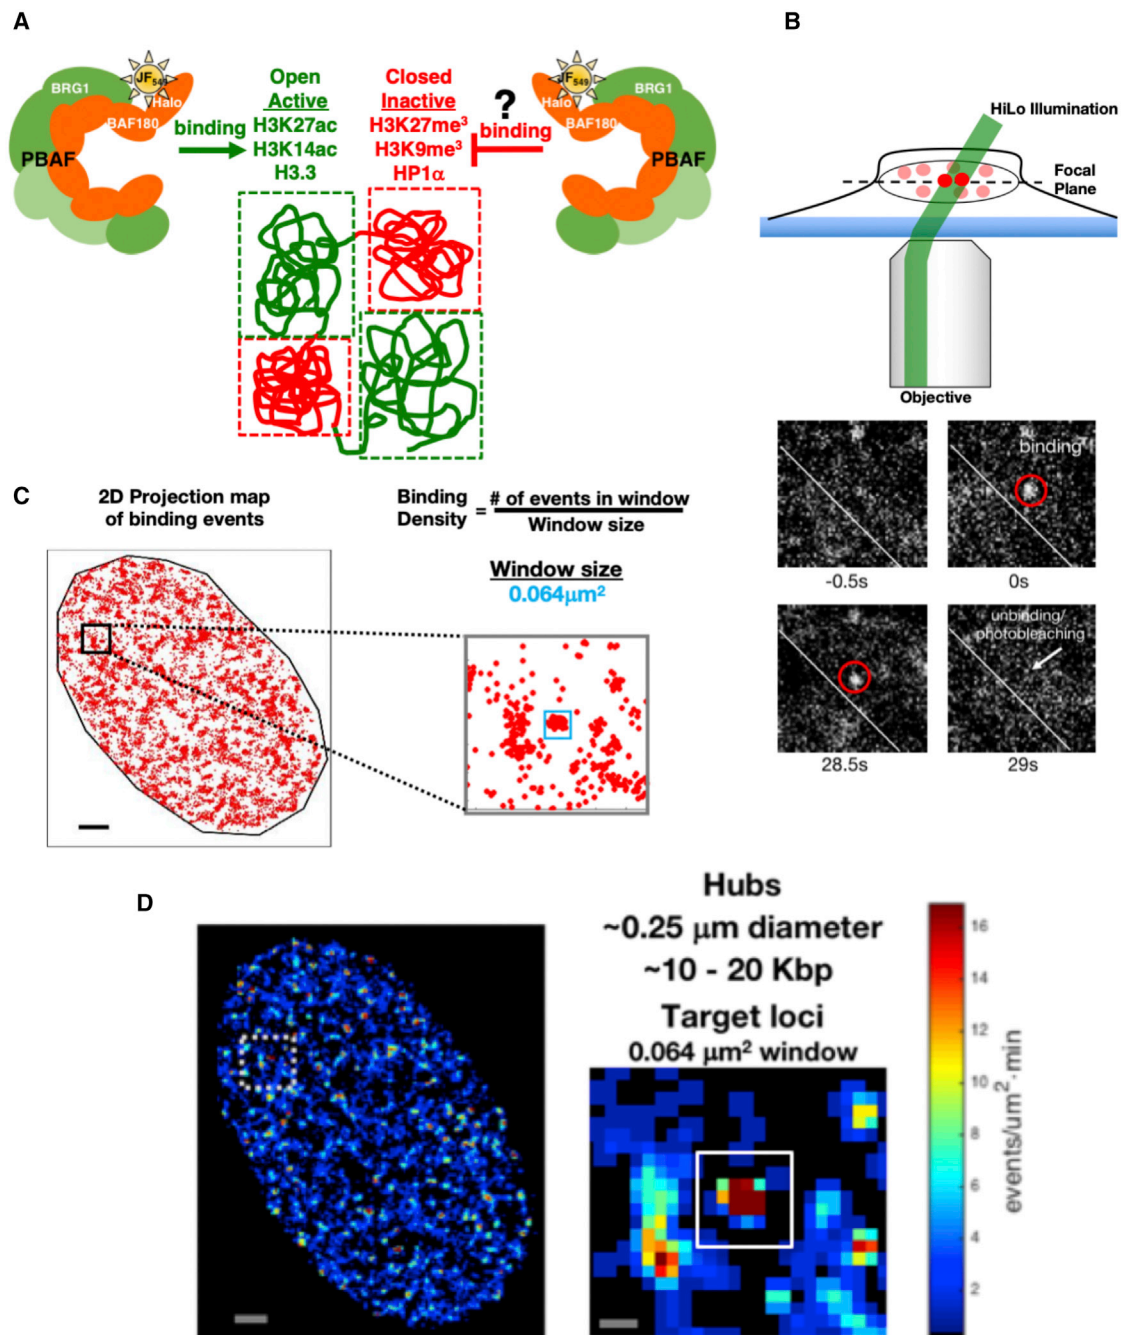 A
BRG1
JF549
Halo
BAF180
PBAF
binding
Open
Active
H3K27ac
H3K14ac
H3.3
Closed
Inactive
H3K27me3
H3K9me3
HP1α
?
binding
JF549
Halo
BRG1
BAF180
PBAF
B
HiLo Illumination
Focal
Plane
Objective
binding
-0.5s
0s
unbinding/
photobleaching
28.5s
29s
C
2D Projection map
of binding events
Binding
Density
=
# of events in window
Window size
Window size
0.064μm2
D
Hubs
~0.25 μm diameter
~10 - 20 Kbp
Target loci
0.064 μm2 window
16
14
12
10
8
6
4
2
events/um2·min